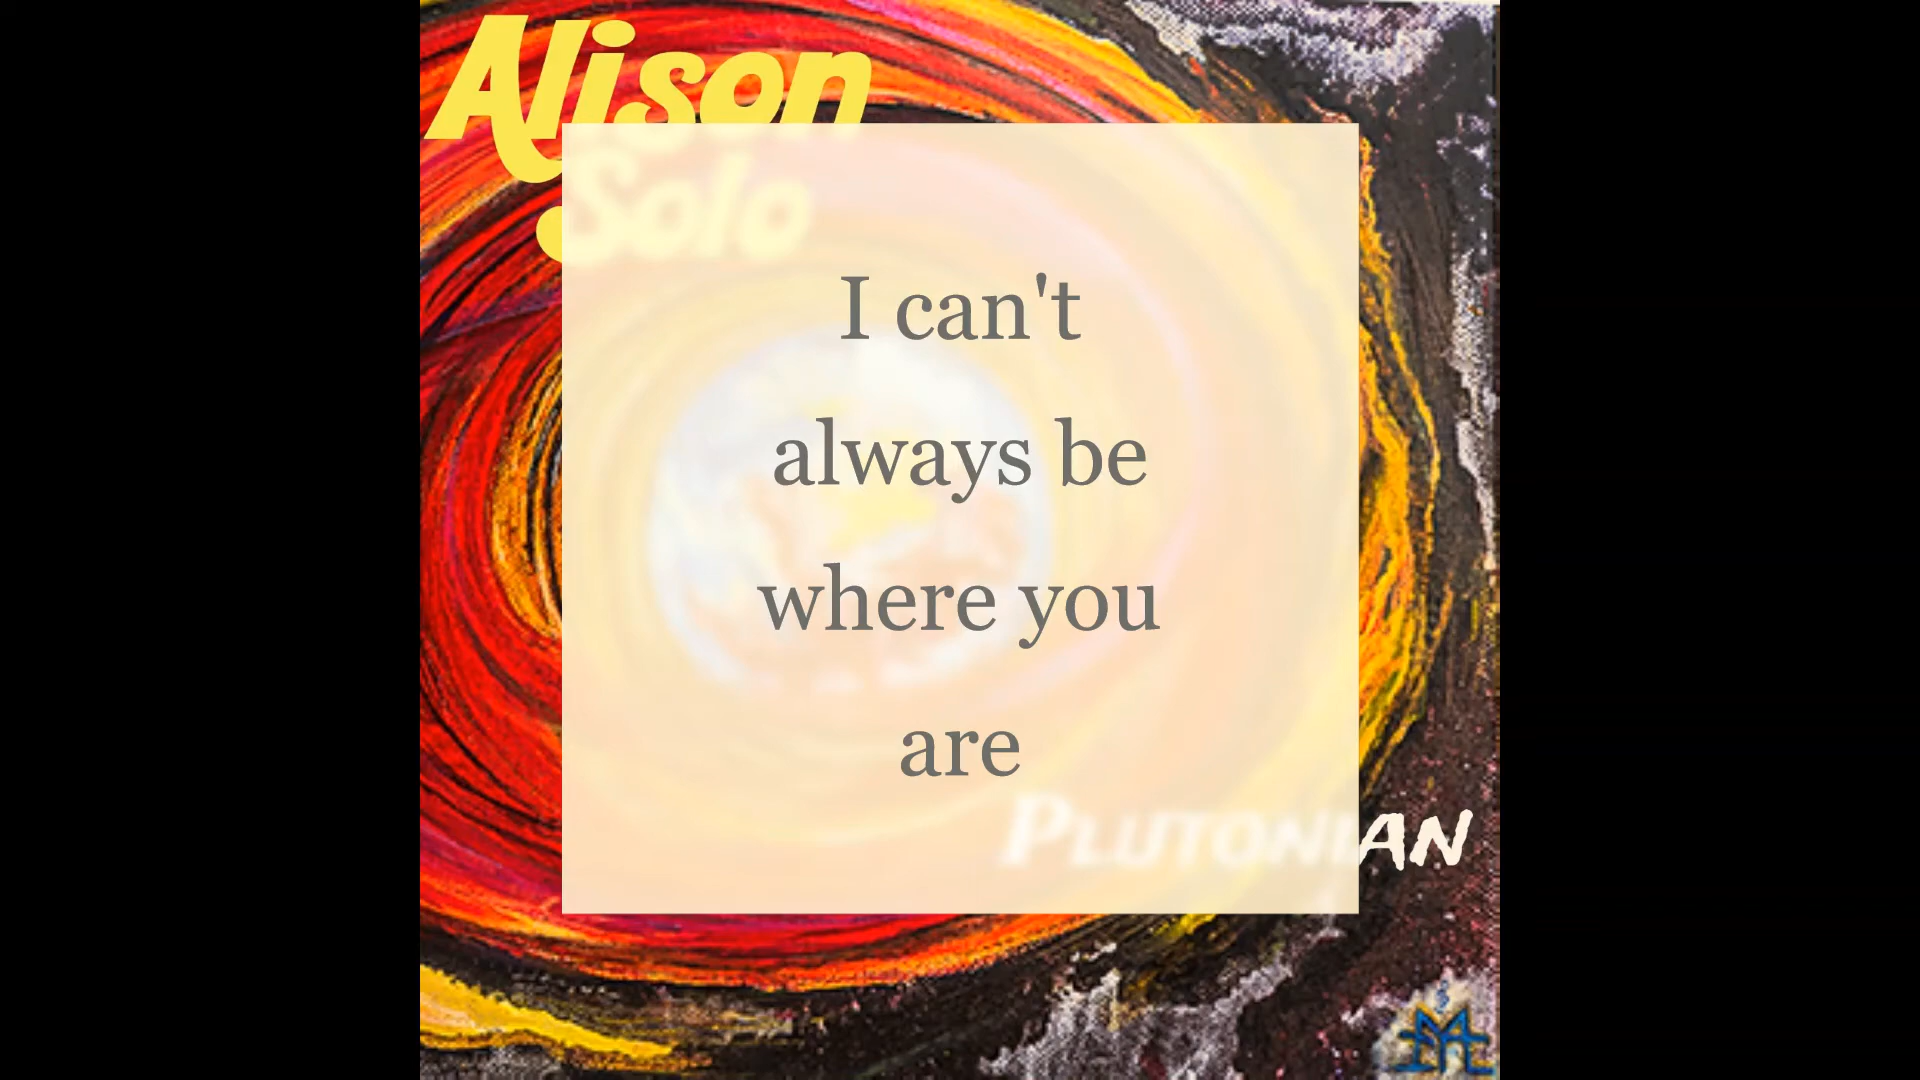 Alison
Solo
I can't
always be
where you
are
PLUTONIAN